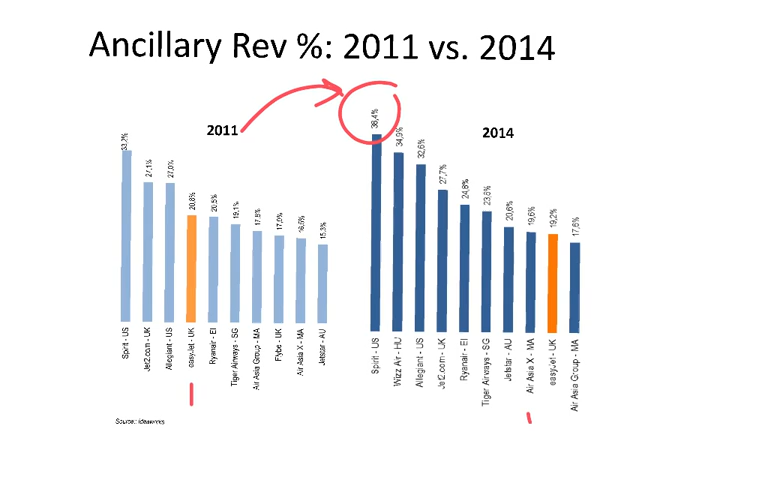 Ancillary Rev %: 2011 vs. 2014
2011
33,2%
27,1%
27,0%
20,8%
20,5%
19,1%
17,8%
17,0%
16,6%
15,3%
Spirit - US
Jet2.com - UK
Allegiant - US
easyJet - UK
Ryanair - EI
Tiger Airways - SG
Air Asia Group - MA
Flybe - UK
Air Asia X - MA
Jetstar - AU
2014
38,4%
34,9%
32,6%
27,7%
24,8%
23,6%
20,6%
19,6%
19,2%
17,6%
Spirit - US
Wizz Air - HU
Allegiant - US
Jet2.com - UK
Ryanair - EI
Tiger Airways - SG
Jetstar - AU
Air Asia X - MA
easyJet - UK
Air Asia Group - MA
Source: Ideaworks